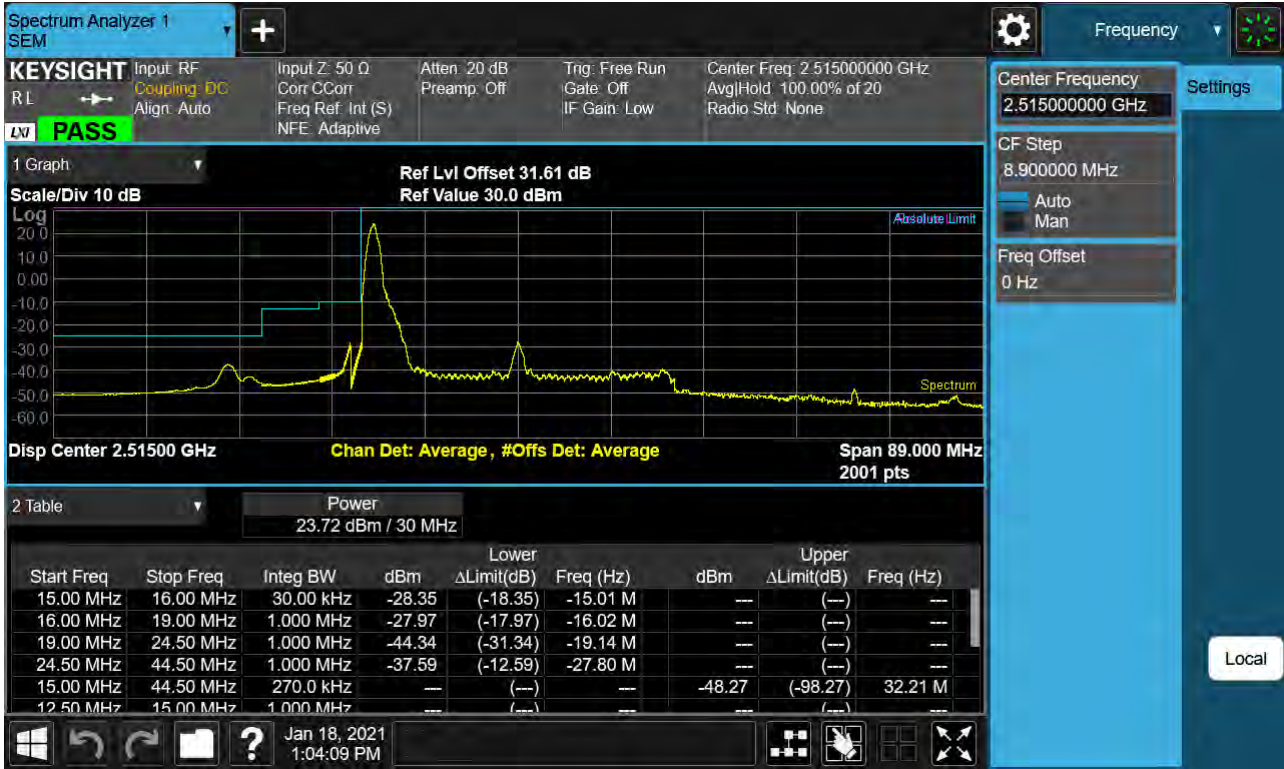 Spectrum Analyzer 1
SEM
Frequency
KEYSIGHT
R L
LXI
PASS
Input: RF
Coupling: DC
Align: Auto
Input Z: 50 Ω
Corr CCorr
Freq Ref: Int (S)
NFE: Adaptive
Atten: 20 dB
Preamp: Off
Trig: Free Run
Gate: Off
IF Gain: Low
Center Freq: 2.515000000 GHz
Avg|Hold: 100.00% of 20
Radio Std: None
Center Frequency
2.515000000 GHz
Settings
CF Step
8.900000 MHz
Auto
Man
Freq Offset
0 Hz
Local
1 Graph
Scale/Div 10 dB
Ref Lvl Offset 31.61 dB
Ref Value 30.0 dBm
Log
20.0
10.0
0.00
-10.0
-20.0
-30.0
-40.0
-50.0
-60.0
Absolute Limit
Spectrum
Disp Center 2.51500 GHz
Chan Det: Average, #Offs Det: Average
Span 89.000 MHz
2001 pts
2 Table
Power
23.72 dBm / 30 MHz
Lower Upper
Start Freq Stop Freq Integ BW dBm ΔLimit(dB) Freq (Hz) dBm ΔLimit(dB) Freq (Hz)
15.00 MHz 16.00 MHz 30.00 kHz -28.35 (-18.35) -15.01 M --- (---) ---
16.00 MHz 19.00 MHz 1.000 MHz -27.97 (-17.97) -16.02 M --- (---) ---
19.00 MHz 24.50 MHz 1.000 MHz -44.34 (-31.34) -19.14 M --- (---) ---
24.50 MHz 44.50 MHz 1.000 MHz -37.59 (-12.59) -27.80 M --- (---) ---
15.00 MHz 44.50 MHz 270.0 kHz --- (---) --- -48.27 (-98.27) 32.21 M
12.50 MHz 15.00 MHz 1.000 MHz --- (---) --- --- (---) ---
?
Jan 18, 2021
1:04:09 PM